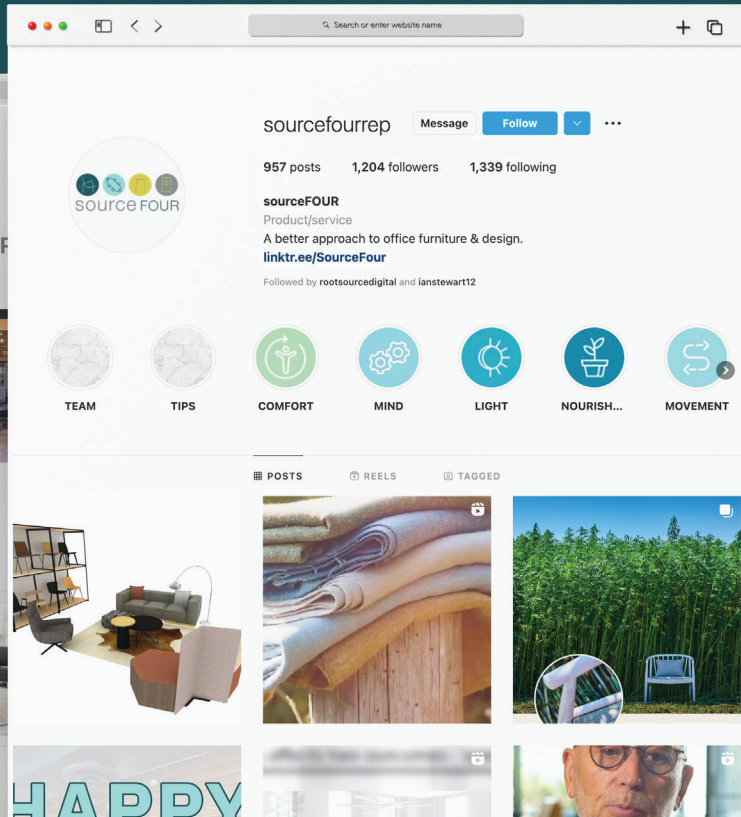 Search or enter website name
sourcefourrep Message Follow
957 posts 1,204 followers 1,339 following
source FOUR
sourceFOUR
Product/service
A better approach to office furniture & design.
linktr.ee/SourceFour
Followed by rootsourcedigital and ianstewart12
TEAM TIPS COMFORT MIND LIGHT NOURISH... MOVEMENT
POSTS REELS TAGGED
HAPPY